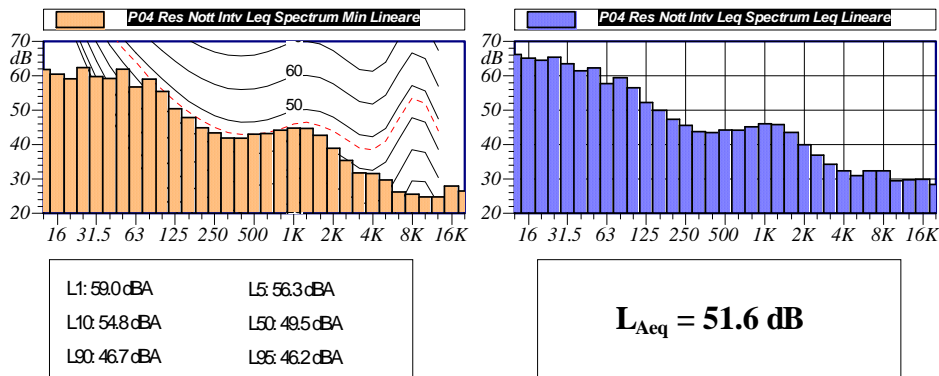 P04 Res Nott Intv Leq Spectrum Min Lineare
70
dB
60
50
40
30
20
60
50
16 31.5 63 125 250 500 1K 2K 4K 8K 16K
P04 Res Nott Intv Leq Spectrum Leq Lineare
70
dB
60
50
40
30
20
16 31.5 63 125 250 500 1K 2K 4K 8K 16K
L1: 59.0 dBA L5: 56.3 dBA
L10: 54.8 dBA L50: 49.5 dBA
L90: 46.7 dBA L95: 46.2 dBA
LAeq = 51.6 dB